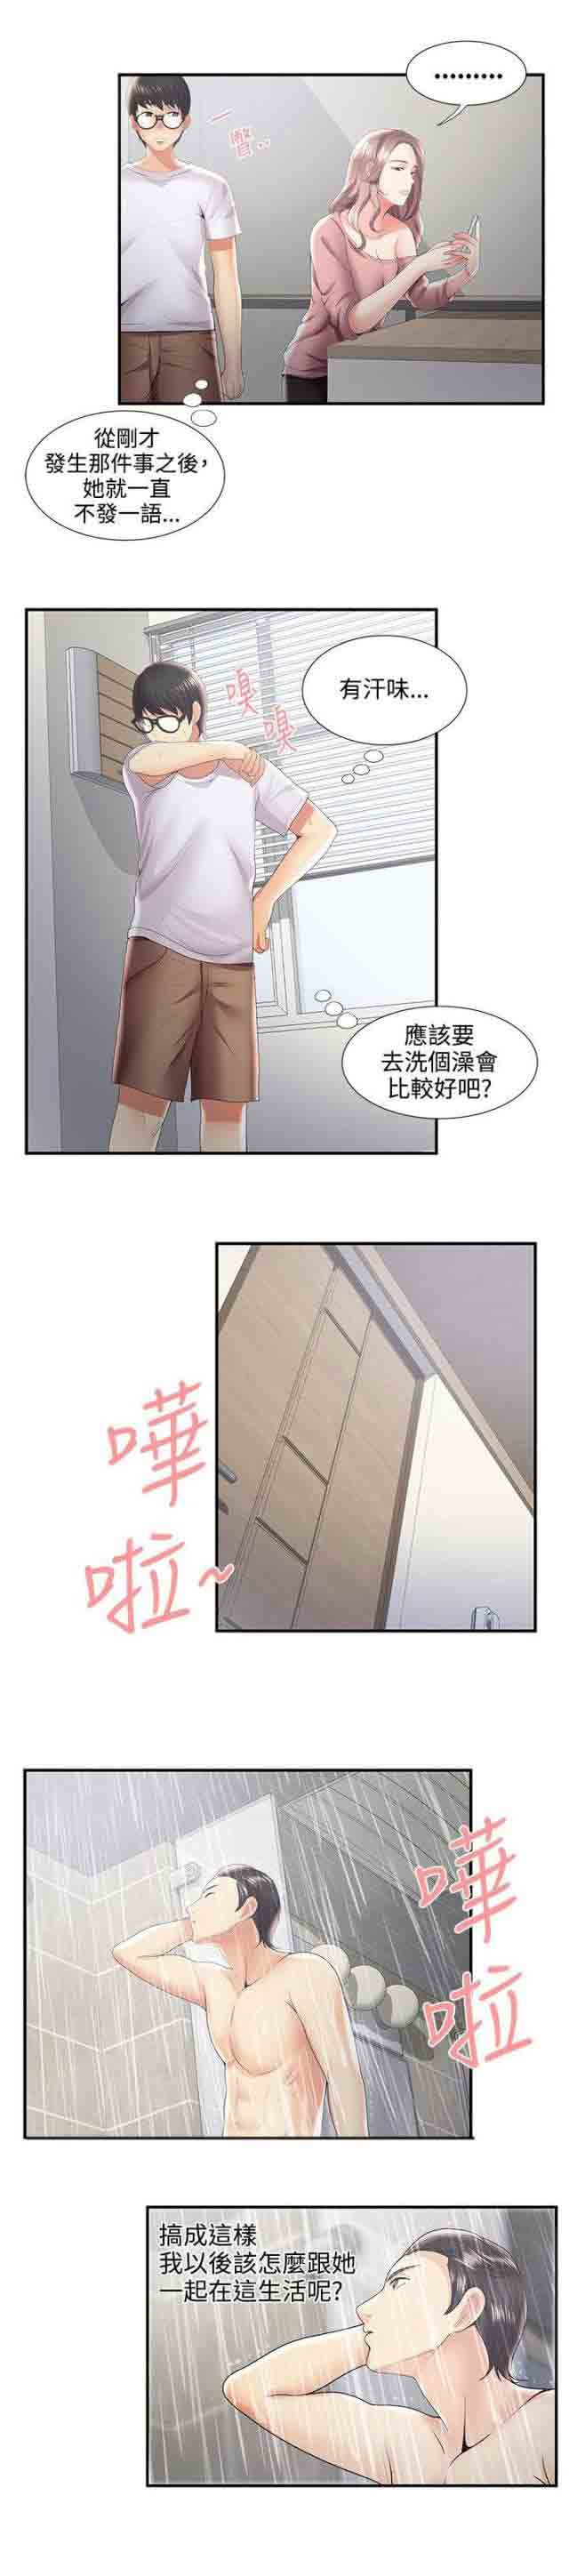 ………
一瞥..
從剛才
發生那件事之後,
她就一直
不發一語...
嗅
嗅
有汗味...
應該要
去洗個澡會
比較好吧?
嘩
啦~
嘩
啦
搞成這樣
我以後該怎麼跟她
一起在這生活呢?